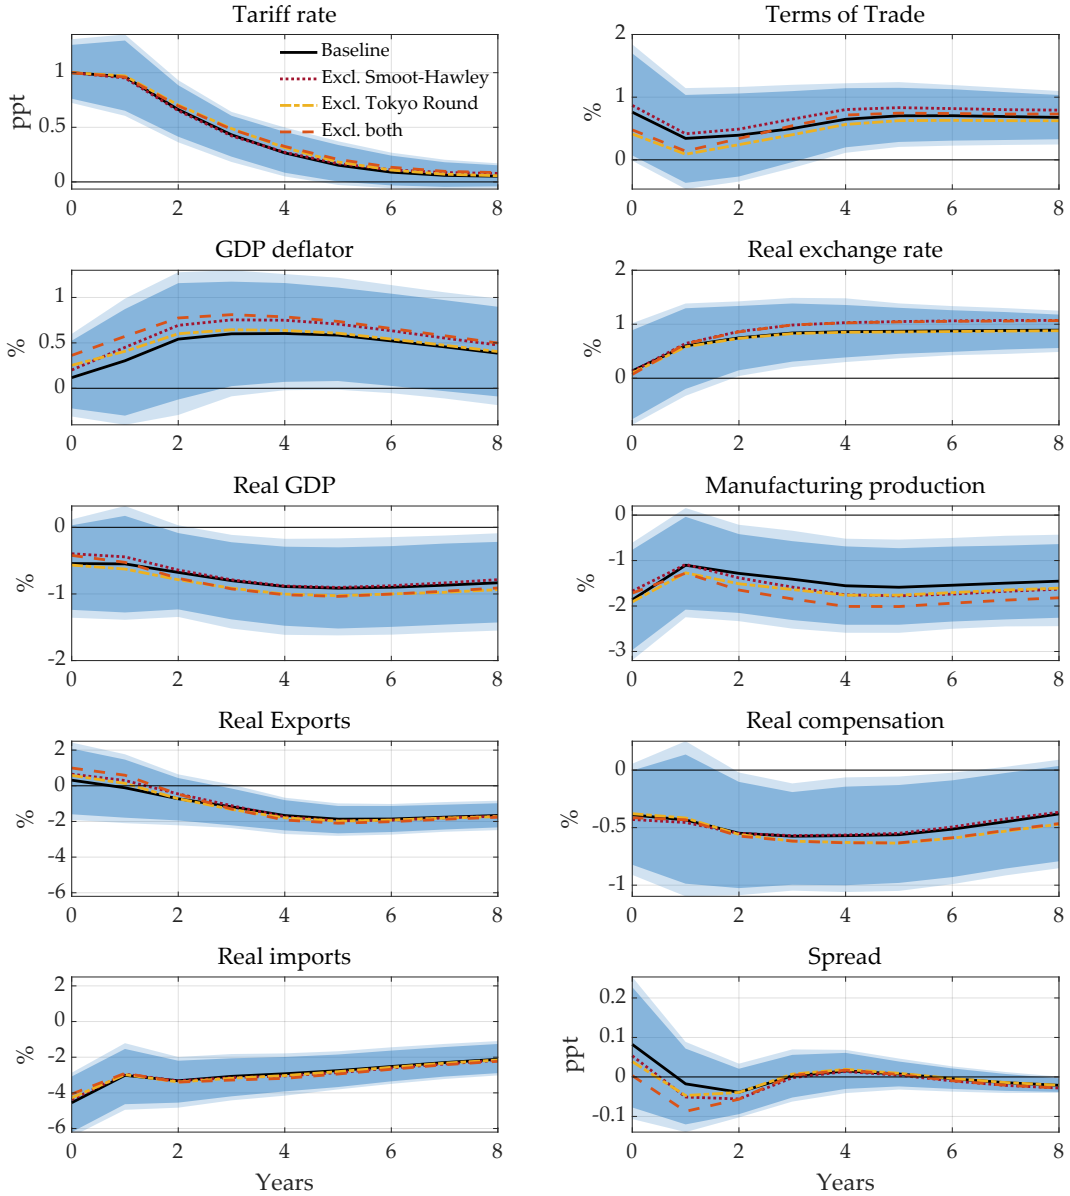 Tariff rate
ppt
1
0.5
0
Baseline
Excl. Smoot-Hawley
Excl. Tokyo Round
Excl. both
0 2 4 6 8
Terms of Trade
%
2
1
0
0 2 4 6 8
GDP deflator
%
1
0.5
0
0 2 4 6 8
Real exchange rate
%
2
1
0
0 2 4 6 8
Real GDP
%
0
-1
-2
0 2 4 6 8
Manufacturing production
%
0
-1
-2
-3
0 2 4 6 8
Real Exports
%
2
0
-2
-4
-6
0 2 4 6 8
Real compensation
%
0
-0.5
-1
0 2 4 6 8
Real imports
%
2
0
-2
-4
-6
0 2 4 6 8
Years
Spread
ppt
0.2
0.1
0
-0.1
0 2 4 6 8
Years